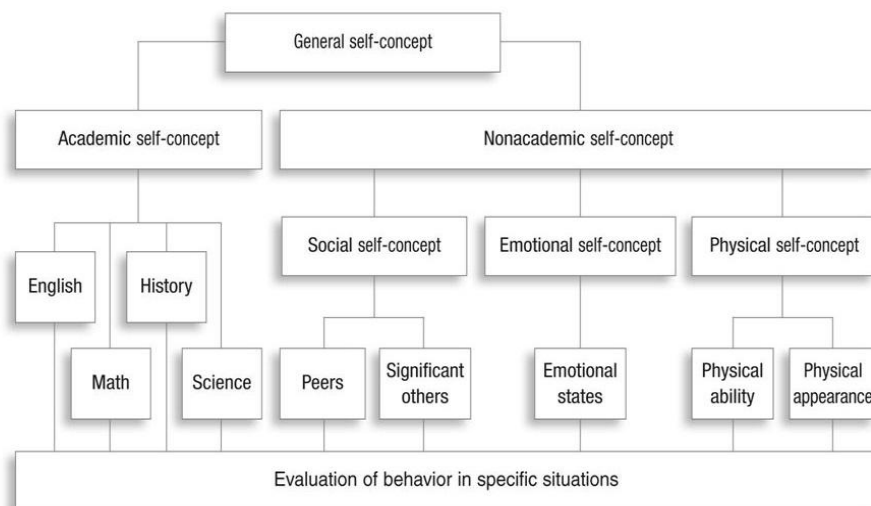 General self-concept
Academic self-concept
Nonacademic self-concept
Social self-concept
Emotional self-concept
Physical self-concept
English
History
Math
Science
Peers
Significant
others
Emotional
states
Physical
ability
Physical
appearance
Evaluation of behavior in specific situations